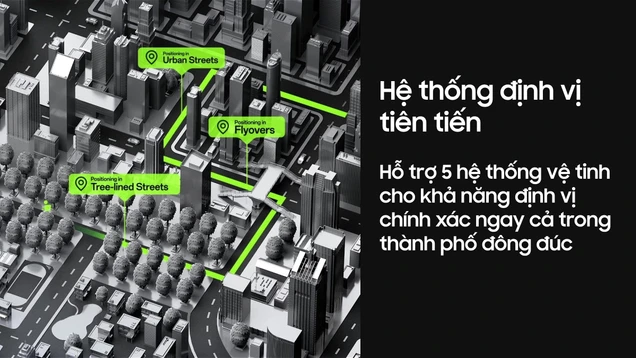 Positioning in
Urban Streets
Positioning in
Flyovers
Positioning in
Tree-lined Streets
Hệ thống định vị
tiên tiến
Hỗ trợ 5 hệ thống vệ tinh
cho khả năng định vị
chính xác ngay cả trong
thành phố đông đúc